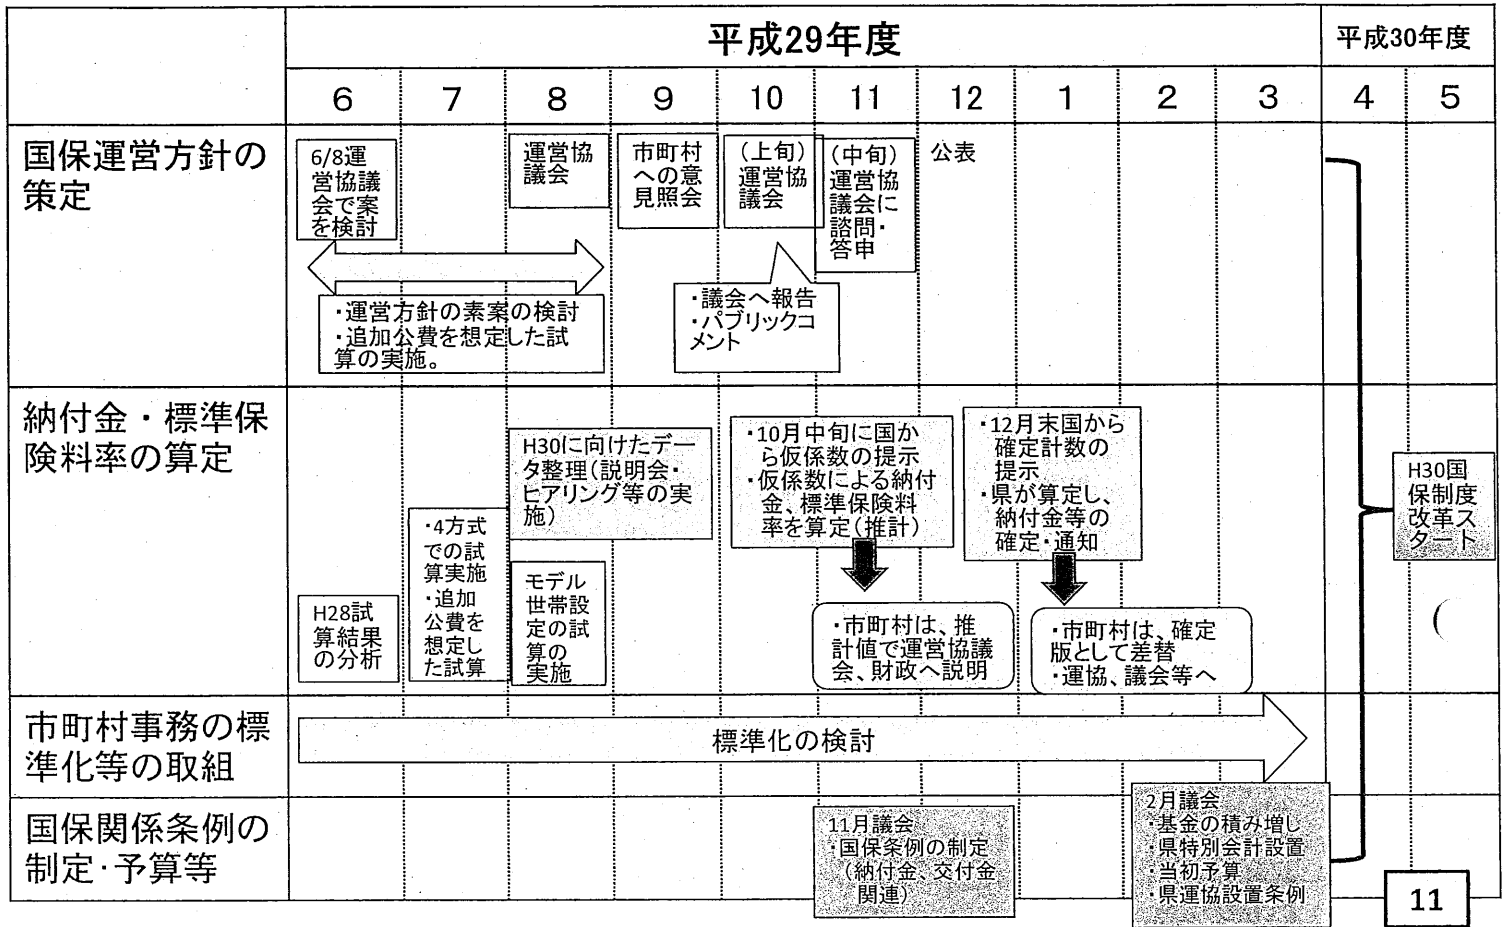 平成29年度
平成30年度
6 7 8 9 10 11 12 1 2 3 4 5
国保運営方針の
策定
6/8運
営協議
会で案
を検討
運営協
議会
市町村
への意
見照会
(上旬)
運営協
議会
(中旬)
運営協
議会に
諮問・
答申
公表
・運営方針の素案の検討
・追加公費を想定した試
算の実施。
・議会へ報告
・パブリックコ
メント
納付金・標準保
険料率の算定
H28試
算結果
の分析
・4方式
での試
算実施
・追加
公費を
想定し
た試算
H30に向けたデー
タ整理(説明会・
ヒアリング等の実
施)
モデル
世帯設
定の試
算の
実施
・10月中旬に国か
ら仮係数の提示
・仮係数による納付
金、標準保険料
率を算定(推計)
・市町村は、推
計値で運営協議
会、財政へ説明
・12月末国から
確定計数の
提示
・県が算定し、
納付金等の
確定・通知
・市町村は、確定
版として差替
・運協、議会等へ
H30国
保制度
改革ス
タート
市町村事務の標
準化等の取組
標準化の検討
国保関係条例の
制定・予算等
11月議会
・国保条例の制定
(納付金、交付金
関連)
2月議会
・基金の積み増し
・県特別会計設置
・当初予算
・県運協設置条例
11